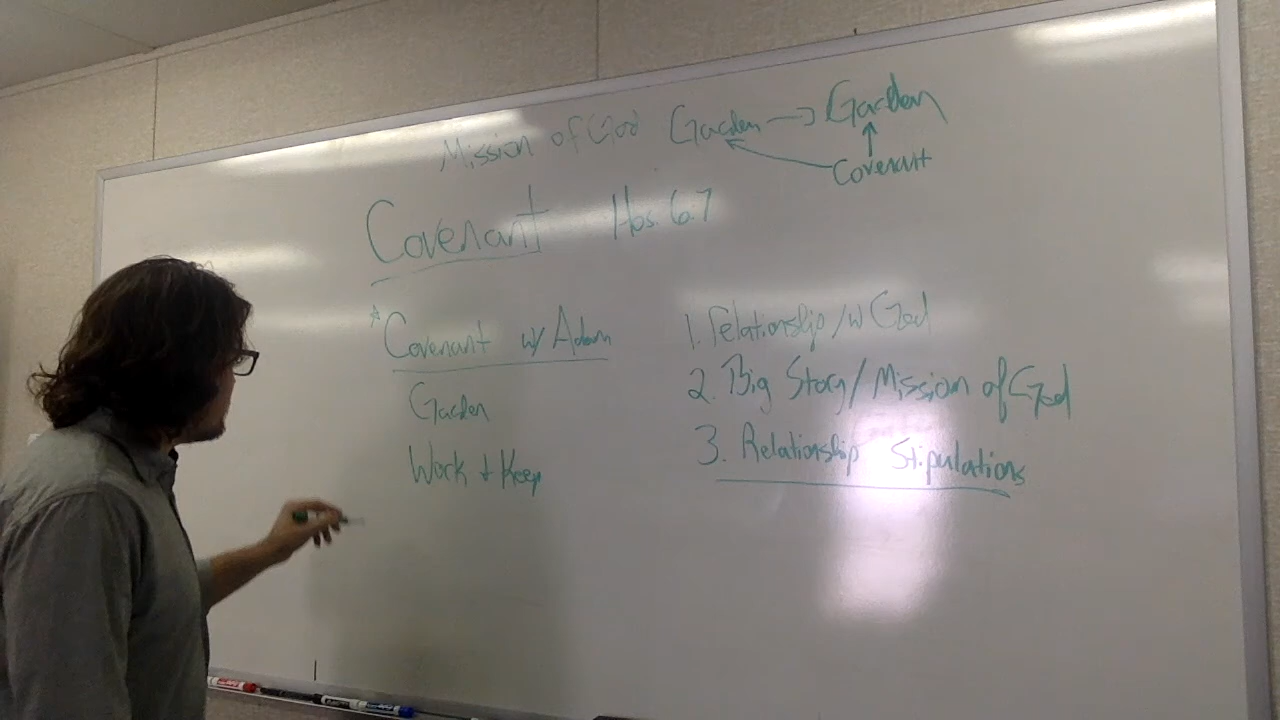 Mission of God Garden → Garden
Covenant
Covenant Hos. 6:7
* Covenant w/ Adam
Garden
Work + Keep
1. Relationship/w God
2. Big Story/Mission of God
3. Relationship Stipulations